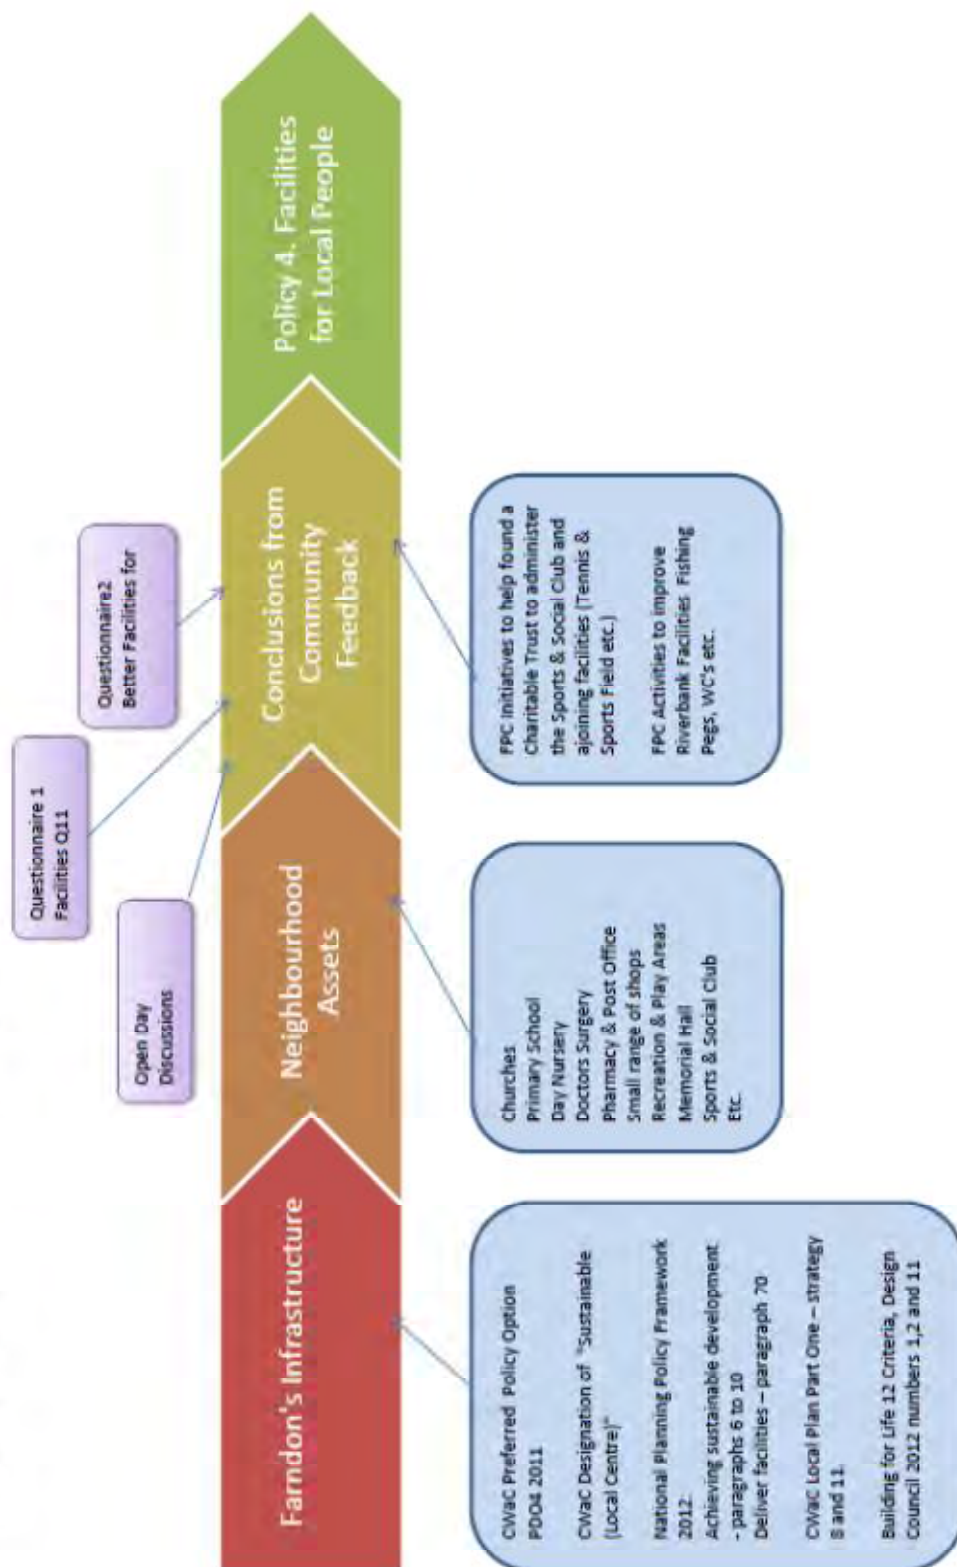 Questionnaire 1
Facilities Q11
Questionnaire2
Better Facilities for
Open Day
Discussions
Farndon's Infrastructure
Neighbourhood
Assets
Conclusions from
Community
Feedback
Policy 4. Facilities
for Local People
CWaC Preferred Policy Option
PDO4 2011
CWaC Designation of "Sustainable
(Local Centre)"
National Planning Policy Framework
2012.
Achieving sustainable development
- paragraphs 6 to 10
Deliver facilities – paragraph 70
CWaC Local Plan Part One – strategy
8 and 11.
Building for Life 12 Criteria, Design
Council 2012 numbers 1,2 and 11
Churches
Primary School
Day Nursery
Doctors Surgery
Pharmacy & Post Office
Small range of shops
Recreation & Play Areas
Memorial Hall
Sports & Social Club
Etc.
FPC Initiatives to help found a
Charitable Trust to administer
the Sports & Social Club and
ajoining facilities (Tennis &
Sports Field etc.)
FPC Activities to improve
Riverbank Facilities Fishing
Pegs, WC's etc.